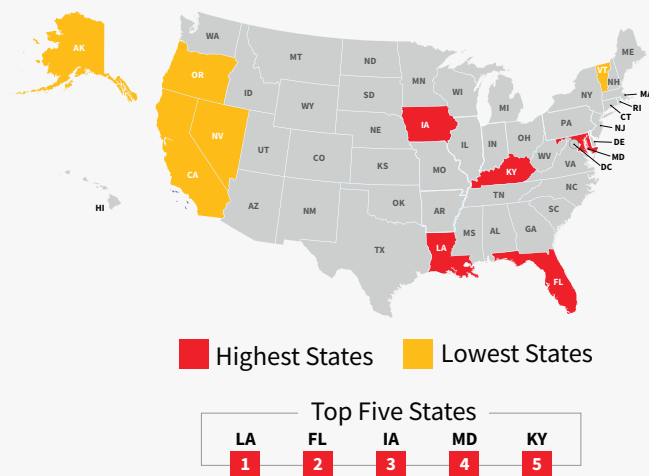 AK
WA
OR
NV
CA
ID
MT
WY
UT
CO
AZ
NM
ND
SD
NE
KS
OK
TX
MN
IA
MO
AR
LA
WI
IL
MI
IN
OH
KY
TN
MS
AL
GA
FL
SC
NC
VA
WV
PA
NY
VT
NH
ME
MA
RI
CT
NJ
DE
MD
DC
HI
Highest States
Lowest States
Top Five States
LA FL IA MD KY
1 2 3 4 5